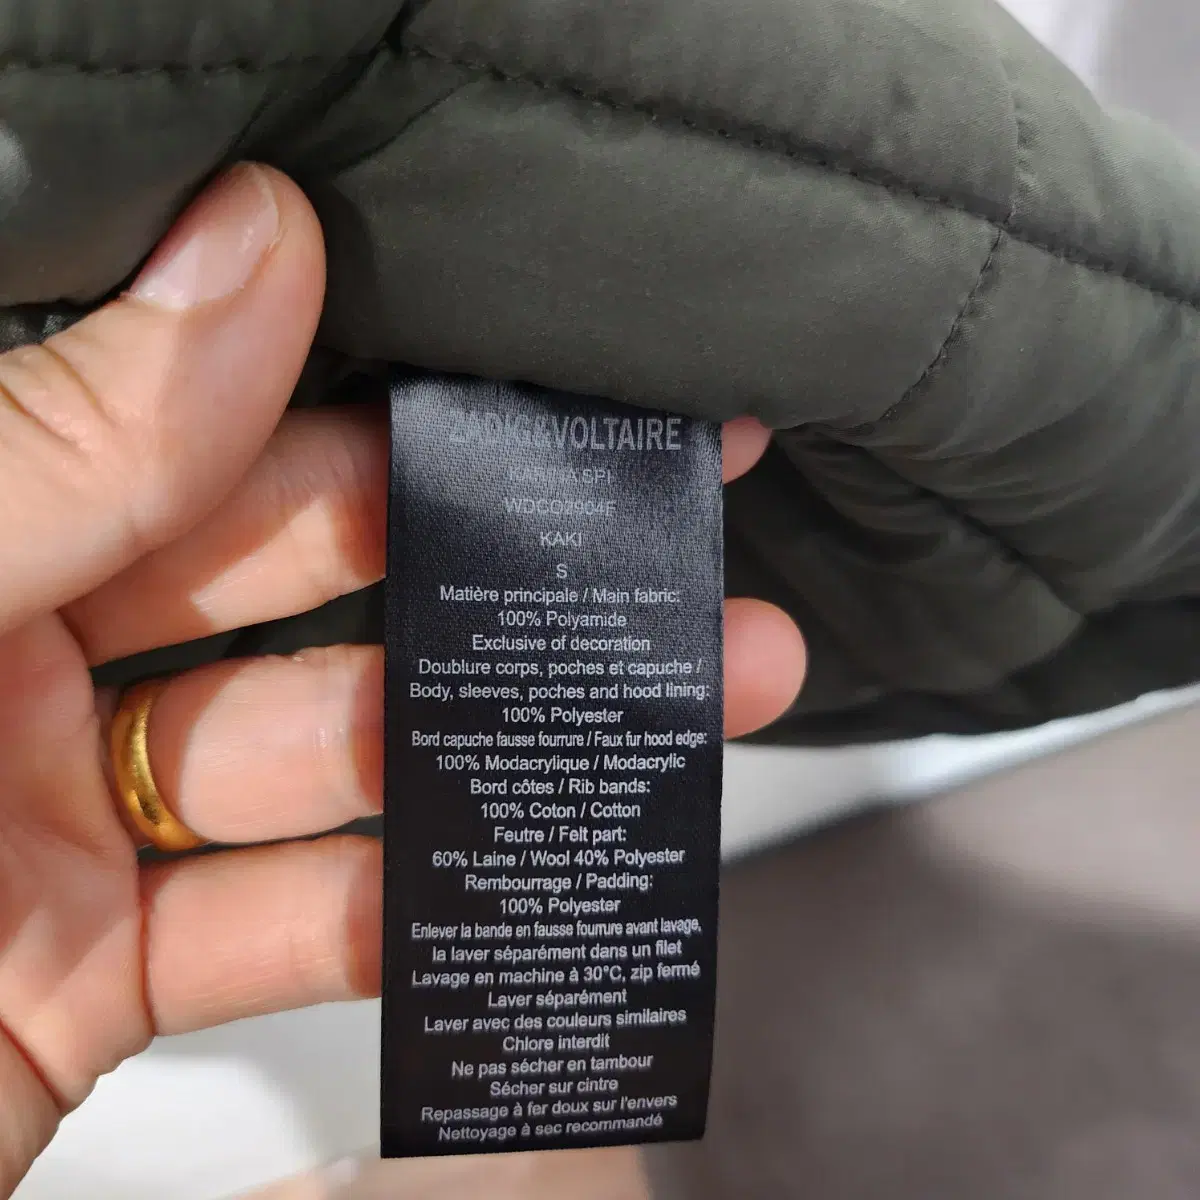 ZADIG&VOLTAIRE
SPI
WDCO2904F
KAKI
S
Matière principale / Main fabric:
100% Polyamide
Exclusive of decoration
Doublure corps, poches et capuche /
Body, sleeves, poches and hood lining:
100% Polyester
Bord capuche fausse fourrure / Faux fur hood edge:
100% Modacrylique / Modacrylic
Bord côtes / Rib bands:
100% Coton / Cotton
Feutre / Felt part:
60% Laine / Wool 40% Polyester
Rembourrage / Padding:
100% Polyester
Enlever la bande en fausse fourrure avant lavage,
la laver séparément dans un filet
Lavage en machine à 30°C, zip fermé
Laver séparément
Laver avec des couleurs similaires
Chlore interdit
Ne pas sécher en tambour
Sécher sur cintre
Repassage à fer doux sur l'envers
Nettoyage à sec recommandé